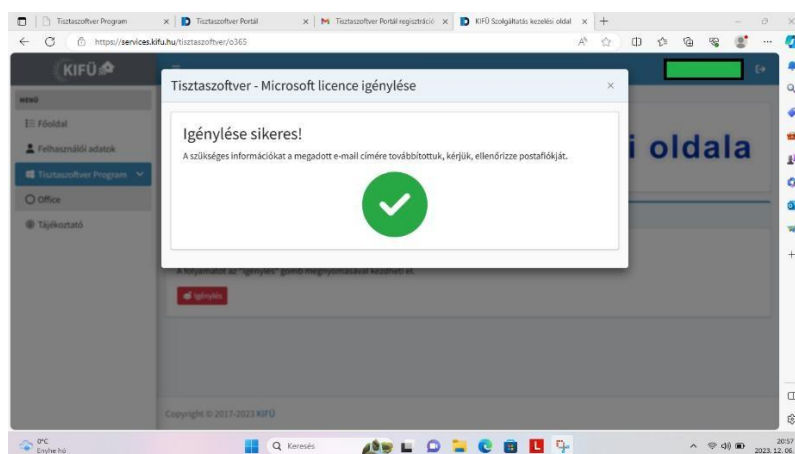 Tisztaszoftver Program
Tisztaszoftver Portál
Tisztaszoftver Portál regisztráció
KIFÜ Szolgáltatás kezelési oldal
https://services.kifu.hu/tisztaszoftver/o365
KIFÜ
Tisztaszoftver - Microsoft licence igénylése
MENÜ
Főoldal
Felhasználói adatok
Tisztaszoftver Program
Office
Tájékoztató
Igénylése sikeres!
A szükséges információkat a megadott e-mail címére továbbítottuk, kérjük, ellenőrizze postafiókját.
i oldala
A folyamatot az "Igénylés" gomb megnyomásával kezdheti el.
Igénylés
Copyright © 2017-2023 KIFÜ
0°C
Enyhe hó
Keresés
20:57
2023. 12. 06.